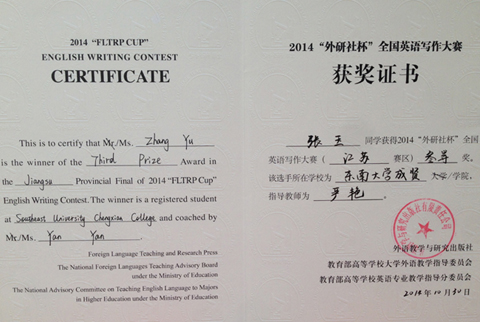 2014 “FLTRP CUP”
ENGLISH WRITING CONTEST
CERTIFICATE
This is to certify that Mr./Ms. Zhang Yu
is the winner of the Third Prize Award in
the Jiangsu Provincial Final of 2014 “FLTRP Cup”
English Writing Contest. The winner is a registered student
at Southeast University Chengxian College and coached by
Mr./Ms. Yan Yan.
Foreign Language Teaching and Research Press
The National Foreign Languages Teaching Advisory Board
under the Ministry of Education
The National Advisory Committee on Teaching English Language to Majors
in Higher Education under the Ministry of Education
2014 “外研社杯” 全国英语写作大赛
获奖证书
张 同学获得2014 “外研社杯” 全国
英语写作大赛（江苏 赛区）叁等 奖。
该选手所在学校为 东南大学成贤 大学/学院，
指导教师为 尹艳。
外语教学与研究出版社
教育部高等学校大学外语教学指导委员会
教育部高等学校英语专业教学指导分委员会
2014年10月30日